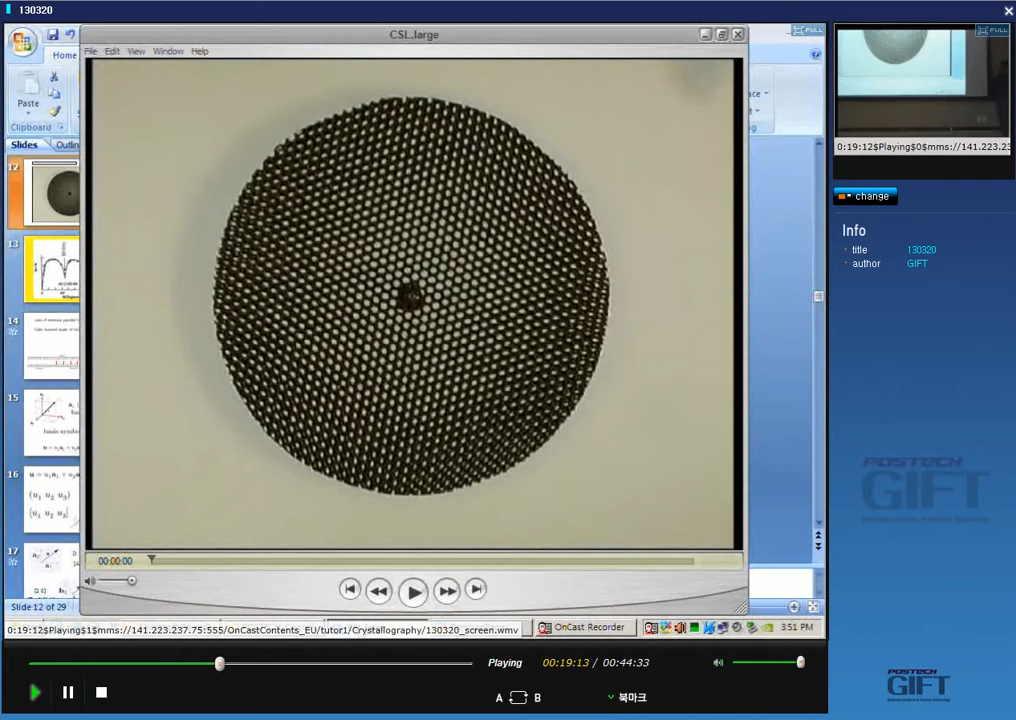 130320
CSL.large
FULL
FULL
File Edit View Window Help
Home
Paste
Clipboard
Slides
12
13
14
15
16
17
00:00:00
Slide 12 of 29
0:19:12$Playing$1$mms://141.223.237.75:555/OnCastContents_EU/tutor1/Crystallography/130320_screen.wmv
OnCast Recorder
3:51 PM
0:19:12$Playing$0$mms://141.223.23
change
Info
title 130320
author GIFT
POSTECH
GIFT
Playing 00:19:13 / 00:44:33
A B
북마크
POSTECH
GIFT